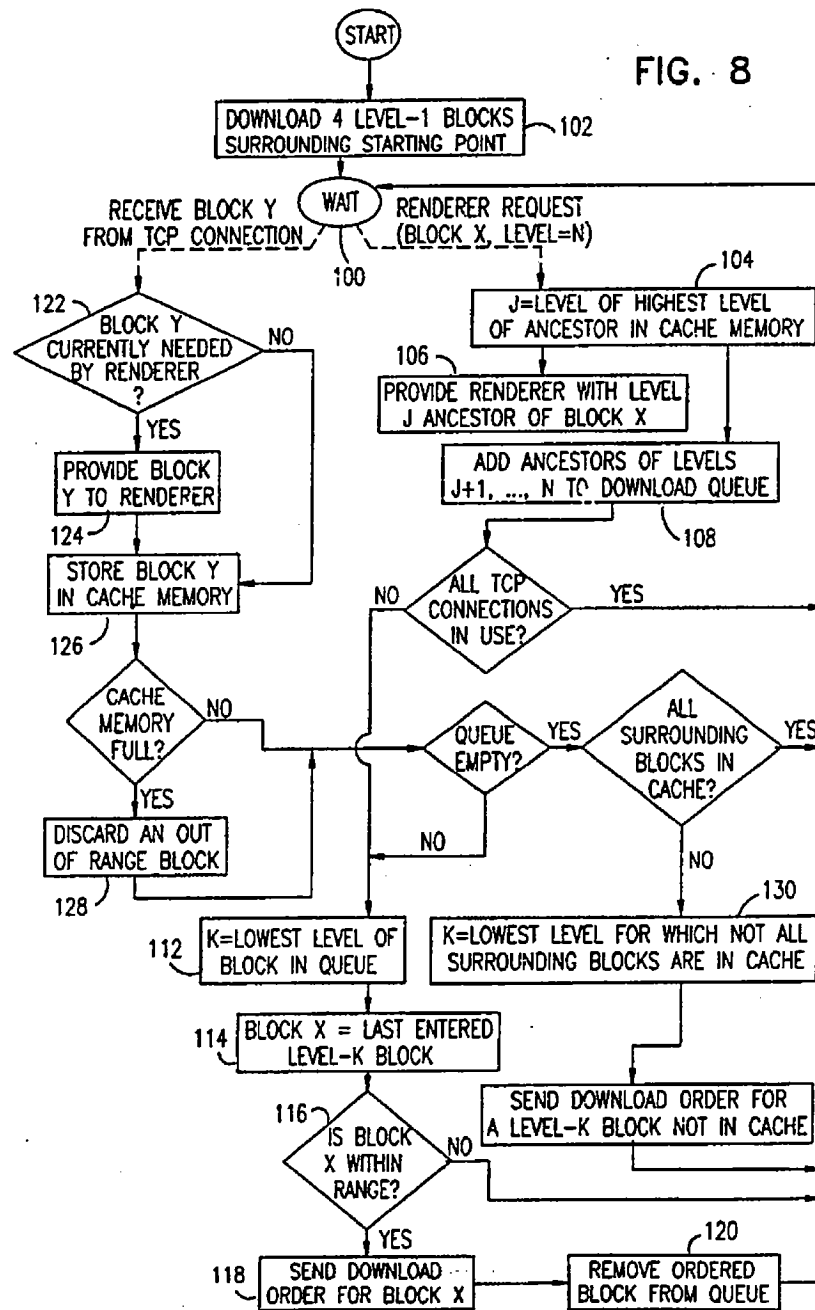 START
FIG. 8
DOWNLOAD 4 LEVEL-1 BLOCKS
SURROUNDING STARTING POINT
102
WAIT
100
RECEIVE BLOCK Y
FROM TCP CONNECTION
RENDERER REQUEST
(BLOCK X, LEVEL=N)
104
J=LEVEL OF HIGHEST LEVEL
OF ANCESTOR IN CACHE MEMORY
122
BLOCK Y
CURRENTLY NEEDED
BY RENDERER
?
NO
YES
106
PROVIDE RENDERER WITH LEVEL
J ANCESTOR OF BLOCK X
ADD ANCESTORS OF LEVELS
J+1, ..., N TO DOWNLOAD QUEUE
108
PROVIDE BLOCK
Y TO RENDERER
124
STORE BLOCK Y
IN CACHE MEMORY
126
ALL TCP
CONNECTIONS
IN USE?
NO
YES
CACHE
MEMORY
FULL?
NO
YES
QUEUE
EMPTY?
YES
NO
ALL
SURROUNDING
BLOCKS IN
CACHE?
YES
NO
DISCARD AN OUT
OF RANGE BLOCK
128
112
K=LOWEST LEVEL OF
BLOCK IN QUEUE
130
K=LOWEST LEVEL FOR WHICH NOT ALL
SURROUNDING BLOCKS ARE IN CACHE
114
BLOCK X = LAST ENTERED
LEVEL-K BLOCK
SEND DOWNLOAD ORDER FOR
A LEVEL-K BLOCK NOT IN CACHE
116
IS BLOCK
X WITHIN
RANGE?
NO
YES
118
SEND DOWNLOAD
ORDER FOR BLOCK X
120
REMOVE ORDERED
BLOCK FROM QUEUE